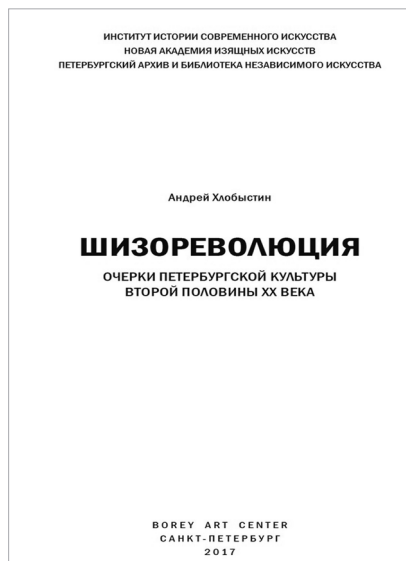 ИНСТИТУТ ИСТОРИИ СОВРЕМЕННОГО ИСКУССТВА
НОВАЯ АКАДЕМИЯ ИЗЯЩНЫХ ИСКУССТВ
ПЕТЕРБУРГСКИЙ АРХИВ И БИБЛИОТЕКА НЕЗАВИСИМОГО ИСКУССТВА
Андрей Хлобыстин
ШИЗОРЕВОЛЮЦИЯ
ОЧЕРКИ ПЕТЕРБУРГСКОЙ КУЛЬТУРЫ
ВТОРОЙ ПОЛОВИНЫ XX ВЕКА
BOREY ART CENTER
САНКТ-ПЕТЕРБУРГ
2017